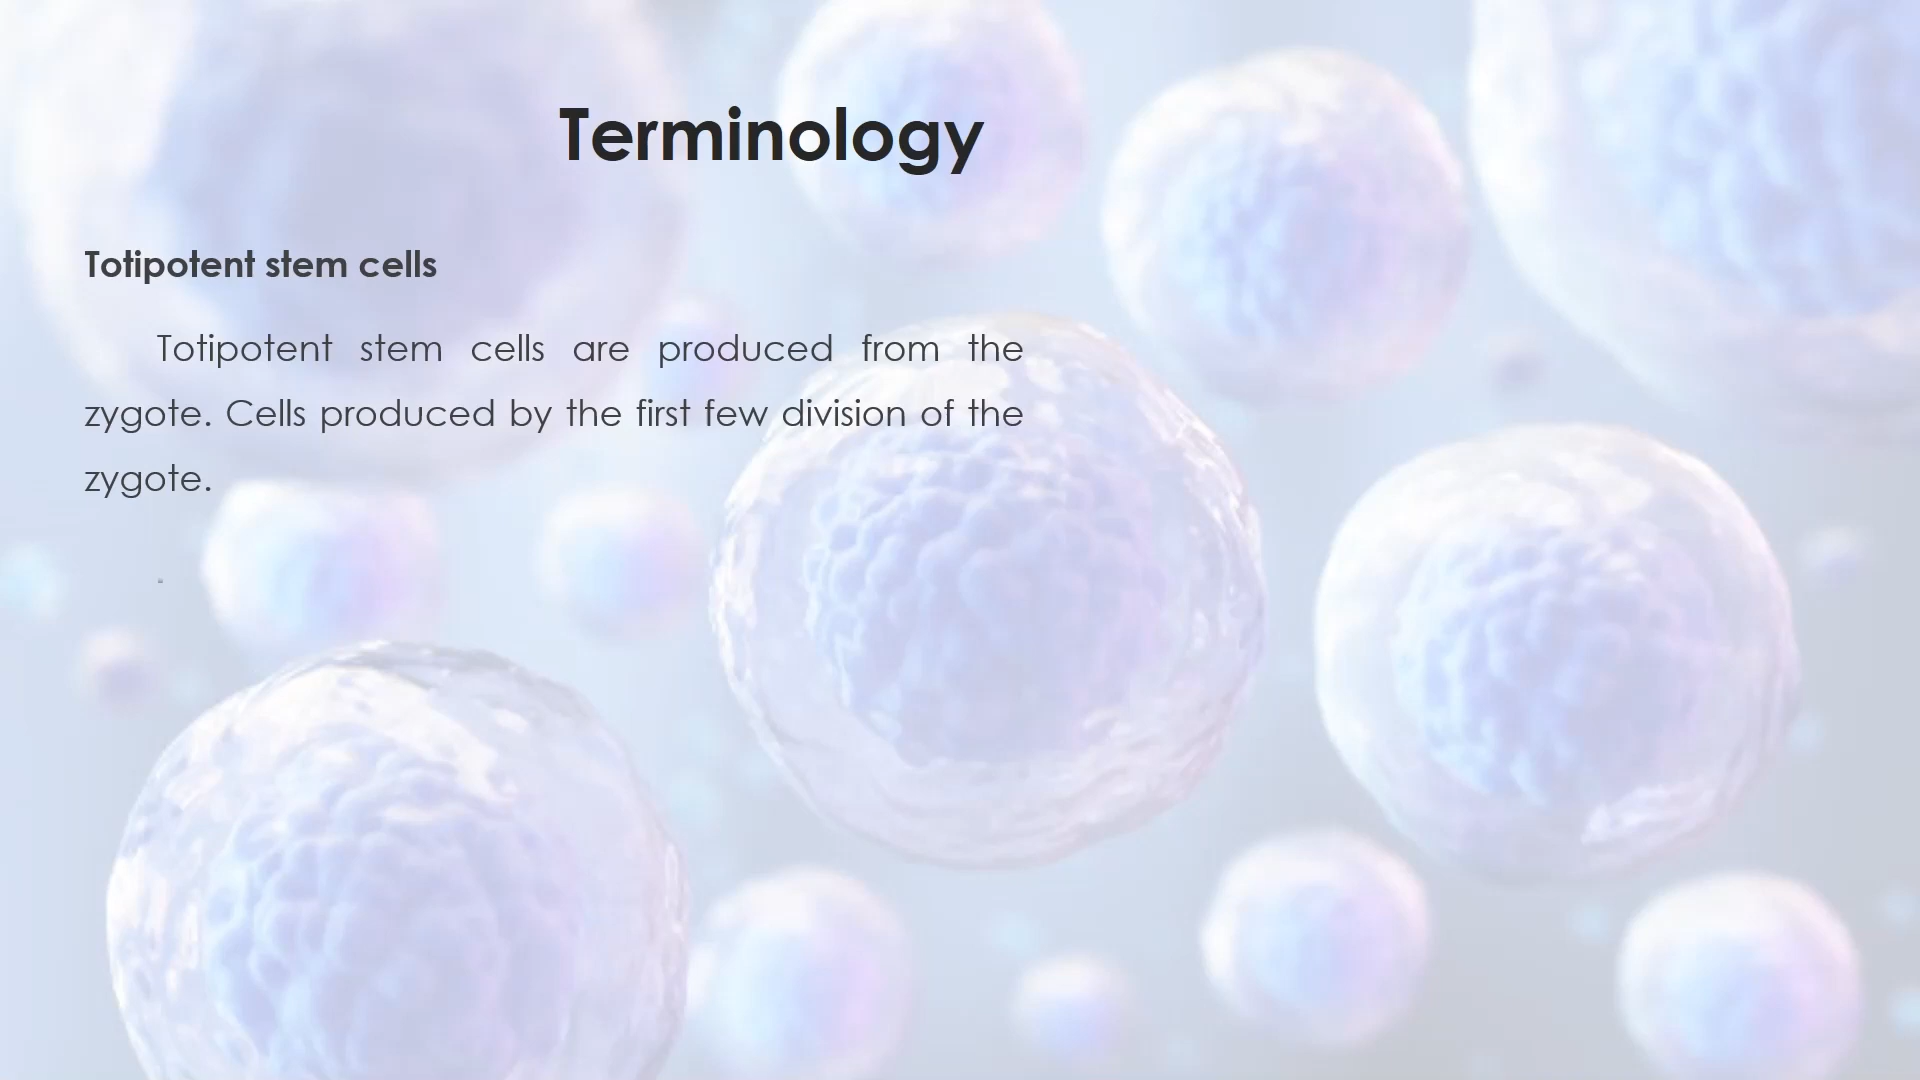 Terminology
Totipotent stem cells
Totipotent stem cells are produced from the
zygote. Cells produced by the first few division of the
zygote.